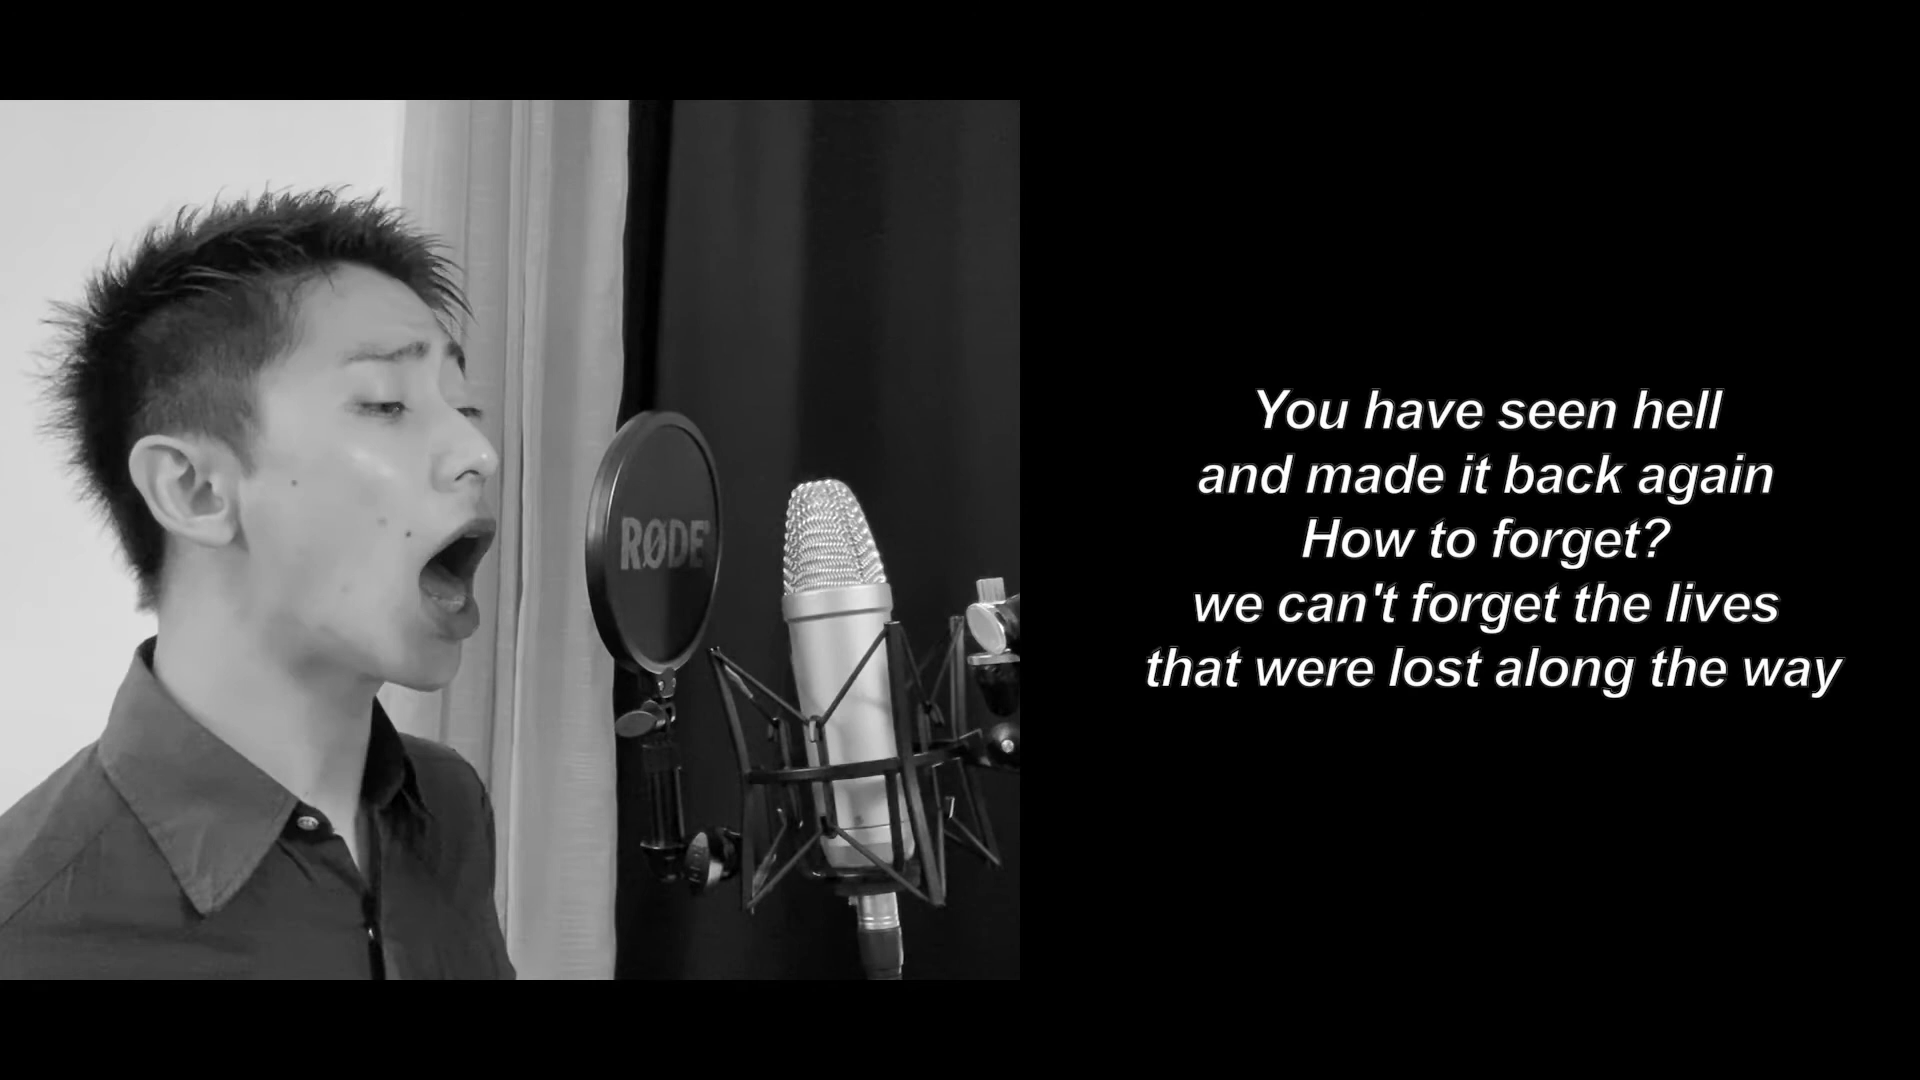 RØDE
You have seen hell
and made it back again
How to forget?
we can't forget the lives
that were lost along the way